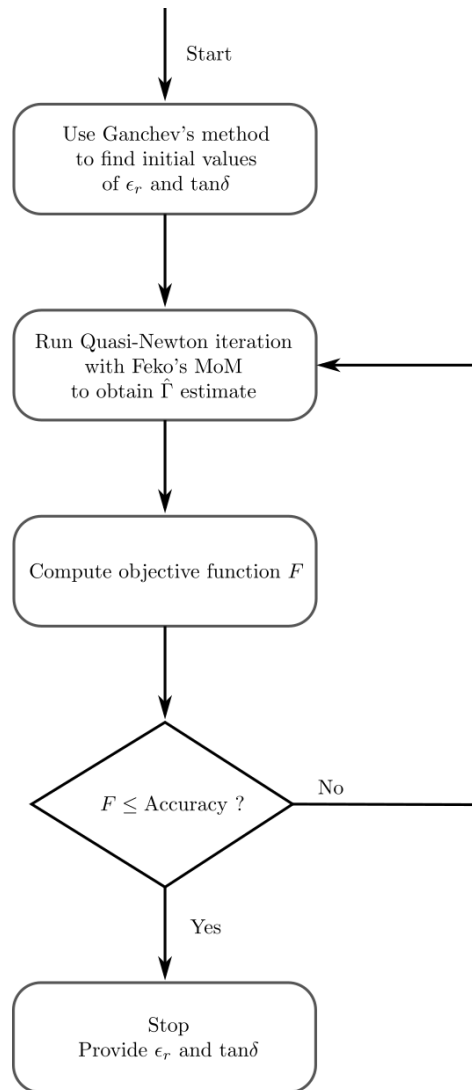 Start
Use Ganchev's method
to find initial values
of ϵ_r and tanδ
Run Quasi-Newton iteration
with Feko's MoM
to obtain Γ̂ estimate
Compute objective function F
F ≤ Accuracy ?
No
Yes
Stop
Provide ϵ_r and tanδ